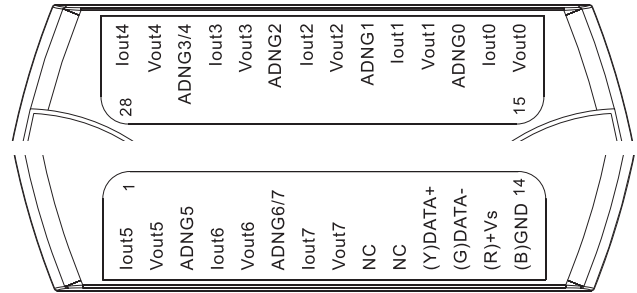 Iout4
Vout4
ADNG3/4
Iout3
Vout3
ADNG2
Iout2
Vout2
ADNG1
Iout1
Vout1
ADNG0
Iout0
Vout0
28
15
1
Iout5
Vout5
ADNG5
Iout6
Vout6
ADNG6/7
Iout7
Vout7
NC
NC
(Y)DATA+
(G)DATA-
(R)+Vs
(B)GND 14